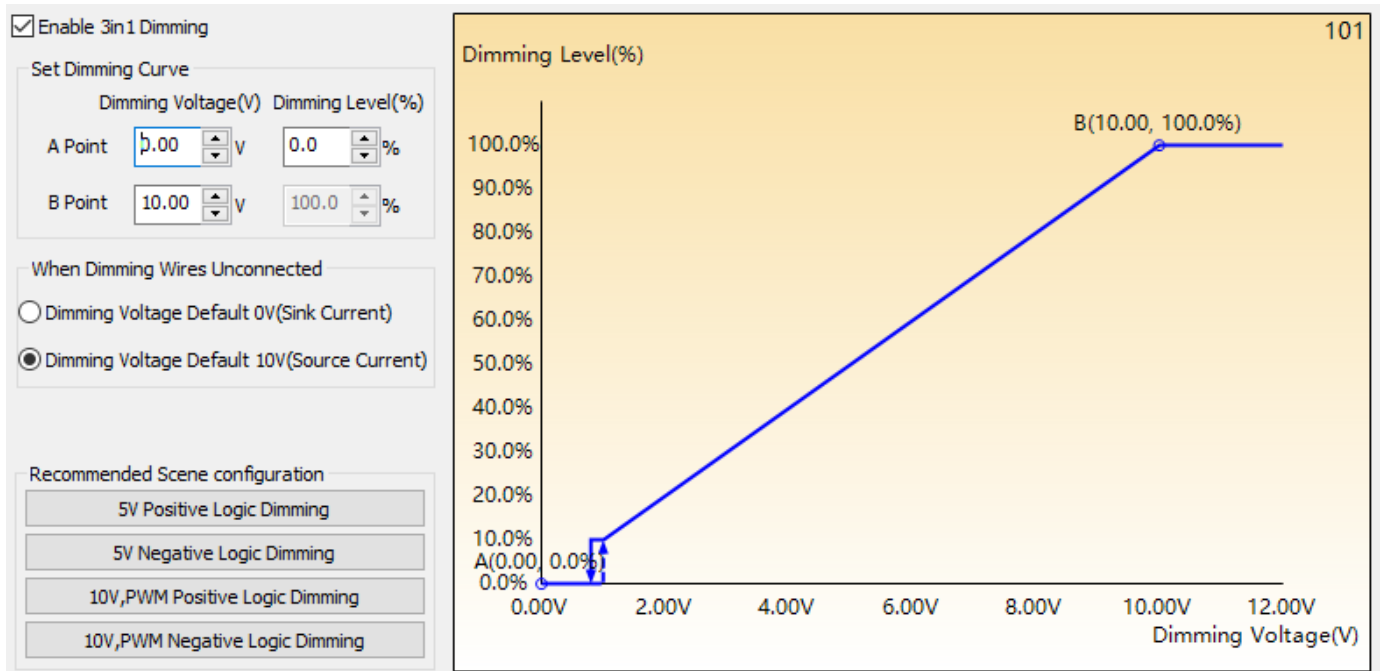 Enable 3in1 Dimming
Set Dimming Curve
Dimming Voltage(V) Dimming Level(%)
A Point 0.00 V 0.0 %
B Point 10.00 V 100.0 %
When Dimming Wires Unconnected
Dimming Voltage Default 0V(Sink Current)
Dimming Voltage Default 10V(Source Current)
Recommended Scene configuration
5V Positive Logic Dimming
5V Negative Logic Dimming
10V,PWM Positive Logic Dimming
10V,PWM Negative Logic Dimming
101
Dimming Level(%)
B(10.00, 100.0%)
100.0%
90.0%
80.0%
70.0%
60.0%
50.0%
40.0%
30.0%
20.0%
10.0%
A(0.00, 0.0%)
0.0%
0.00V 2.00V 4.00V 6.00V 8.00V 10.00V 12.00V
Dimming Voltage(V)